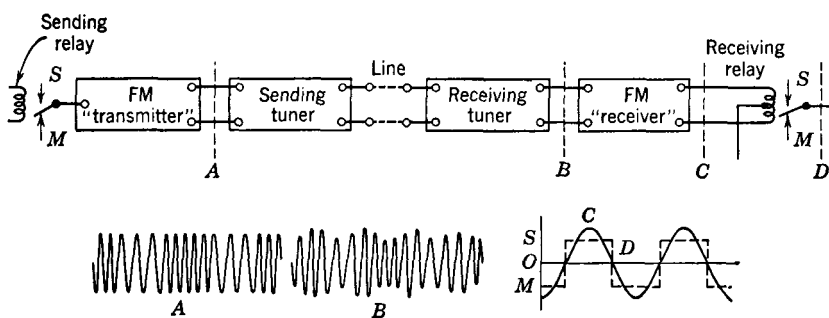 Sending
relay
S
M
FM
"transmitter"
A
Sending
tuner
Line
Receiving
tuner
B
FM
"receiver"
C
Receiving
relay
S
M
D
A
B
S
O
M
C
D